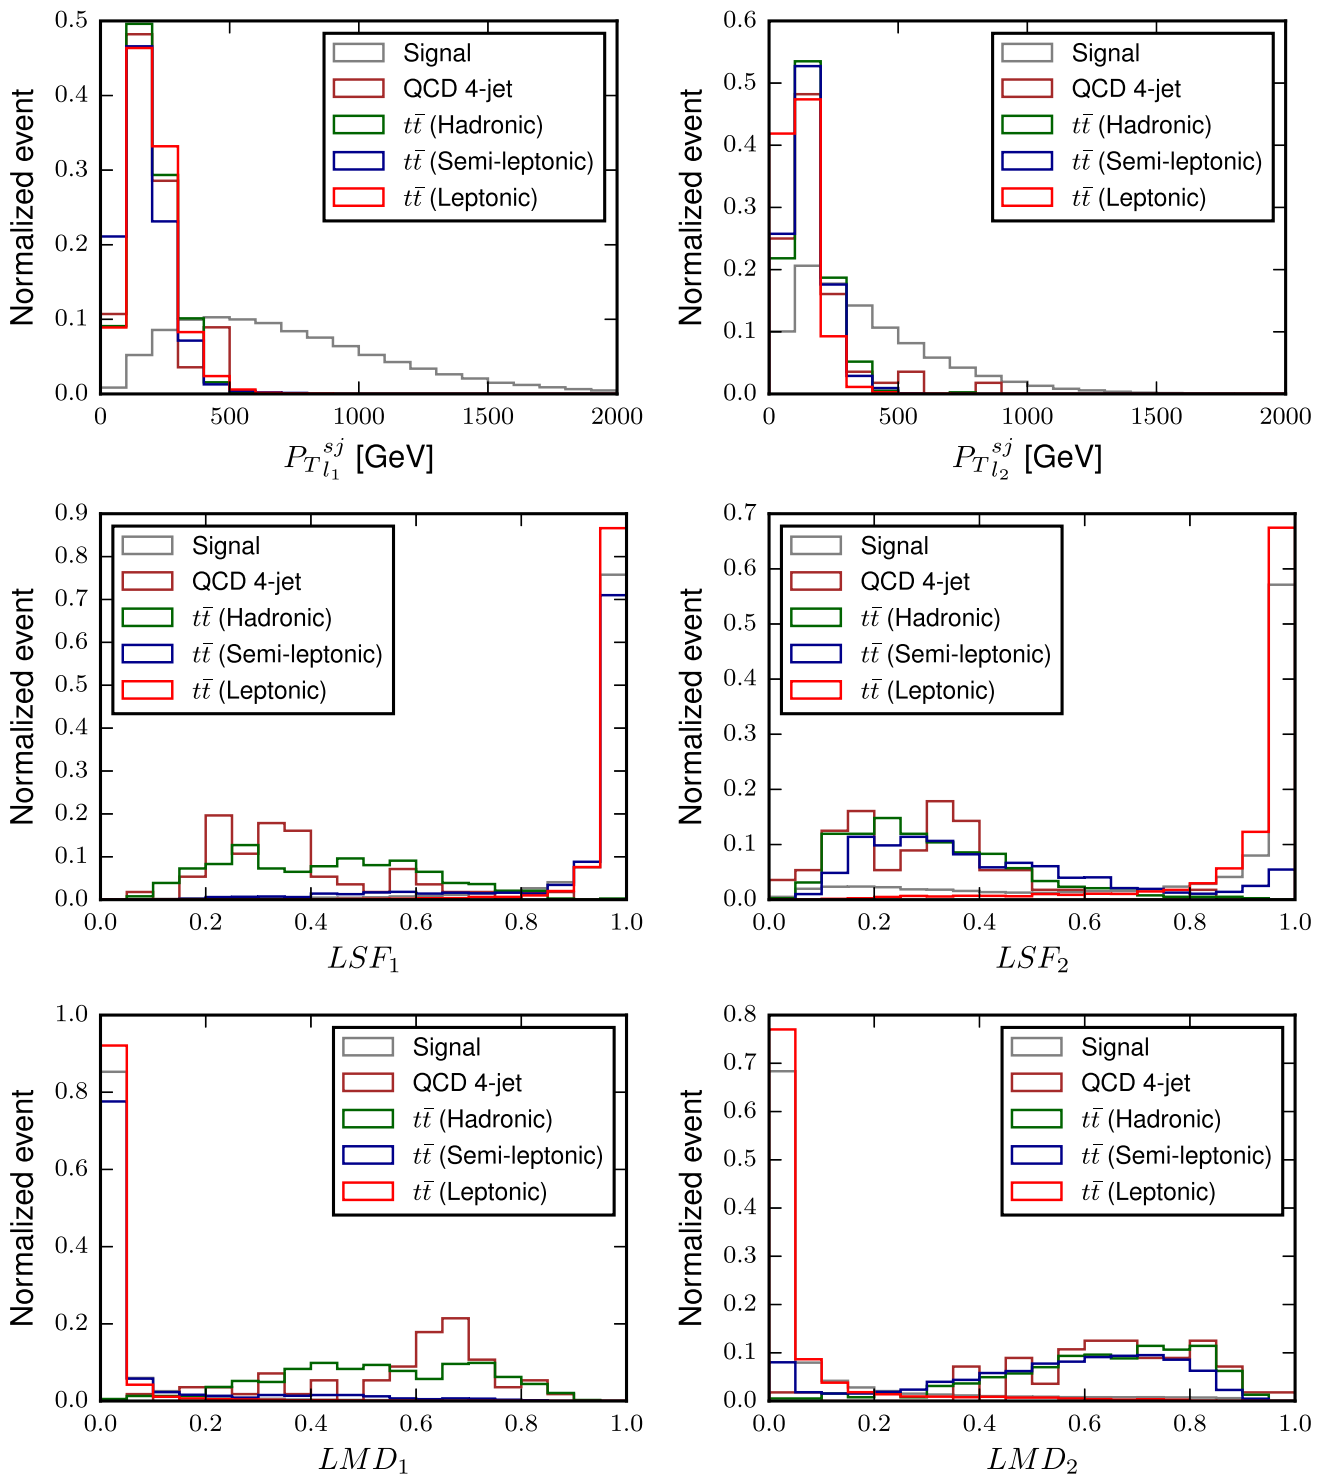 0.5
0.4
0.3
0.2
0.1
0.0
Normalized event
Signal
QCD 4-jet
tt̄ (Hadronic)
tt̄ (Semi-leptonic)
tt̄ (Leptonic)
0 500 1000 1500 2000
P_T^{sj}_{l_1} [GeV]
0.6
0.5
0.4
0.3
0.2
0.1
0.0
Normalized event
Signal
QCD 4-jet
tt̄ (Hadronic)
tt̄ (Semi-leptonic)
tt̄ (Leptonic)
0 500 1000 1500 2000
P_T^{sj}_{l_2} [GeV]
0.9
0.8
0.7
0.6
0.5
0.4
0.3
0.2
0.1
0.0
Normalized event
Signal
QCD 4-jet
tt̄ (Hadronic)
tt̄ (Semi-leptonic)
tt̄ (Leptonic)
0.0 0.2 0.4 0.6 0.8 1.0
LSF₁
0.7
0.6
0.5
0.4
0.3
0.2
0.1
0.0
Normalized event
Signal
QCD 4-jet
tt̄ (Hadronic)
tt̄ (Semi-leptonic)
tt̄ (Leptonic)
0.0 0.2 0.4 0.6 0.8 1.0
LSF₂
1.0
0.8
0.6
0.4
0.2
0.0
Normalized event
Signal
QCD 4-jet
tt̄ (Hadronic)
tt̄ (Semi-leptonic)
tt̄ (Leptonic)
0.0 0.2 0.4 0.6 0.8 1.0
LMD₁
0.8
0.7
0.6
0.5
0.4
0.3
0.2
0.1
0.0
Normalized event
Signal
QCD 4-jet
tt̄ (Hadronic)
tt̄ (Semi-leptonic)
tt̄ (Leptonic)
0.0 0.2 0.4 0.6 0.8 1.0
LMD₂